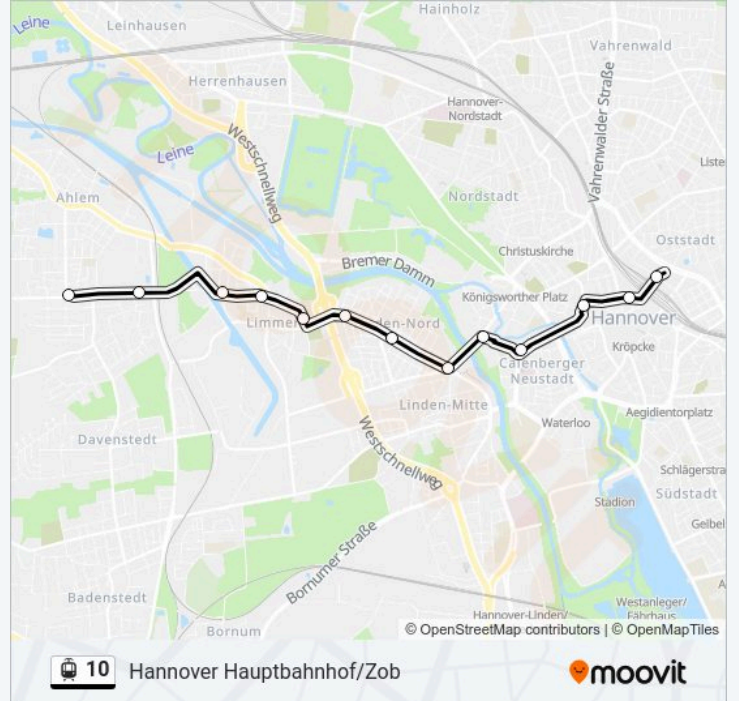 Hainholz
Leine
Leinhausen
Vahrenwald
Herrenhausen
Vahrenwalder Straße
Hannover-
Nordstadt
Westschnellweg
Leine
Liste
Ahlem
Nordstadt
Oststadt
Christuskirche
Bremer Damm
Königsworther Platz
Limmer
den-Nord
Hannover
Kröpcke
Calenberger
Neustadt
Linden-Mitte
Aegidientorplatz
Waterloo
Davenstedt
Westschnellweg
Schlägerstra
Südstadt
Stadion
Geibel
Bornumer Straße
A
Badenstedt
Westanleger/
Fährhaus
Hannover-Linden/
Bornum
© OpenStreetMap contributors | © OpenMapTiles
10 Hannover Hauptbahnhof/Zob
moovit